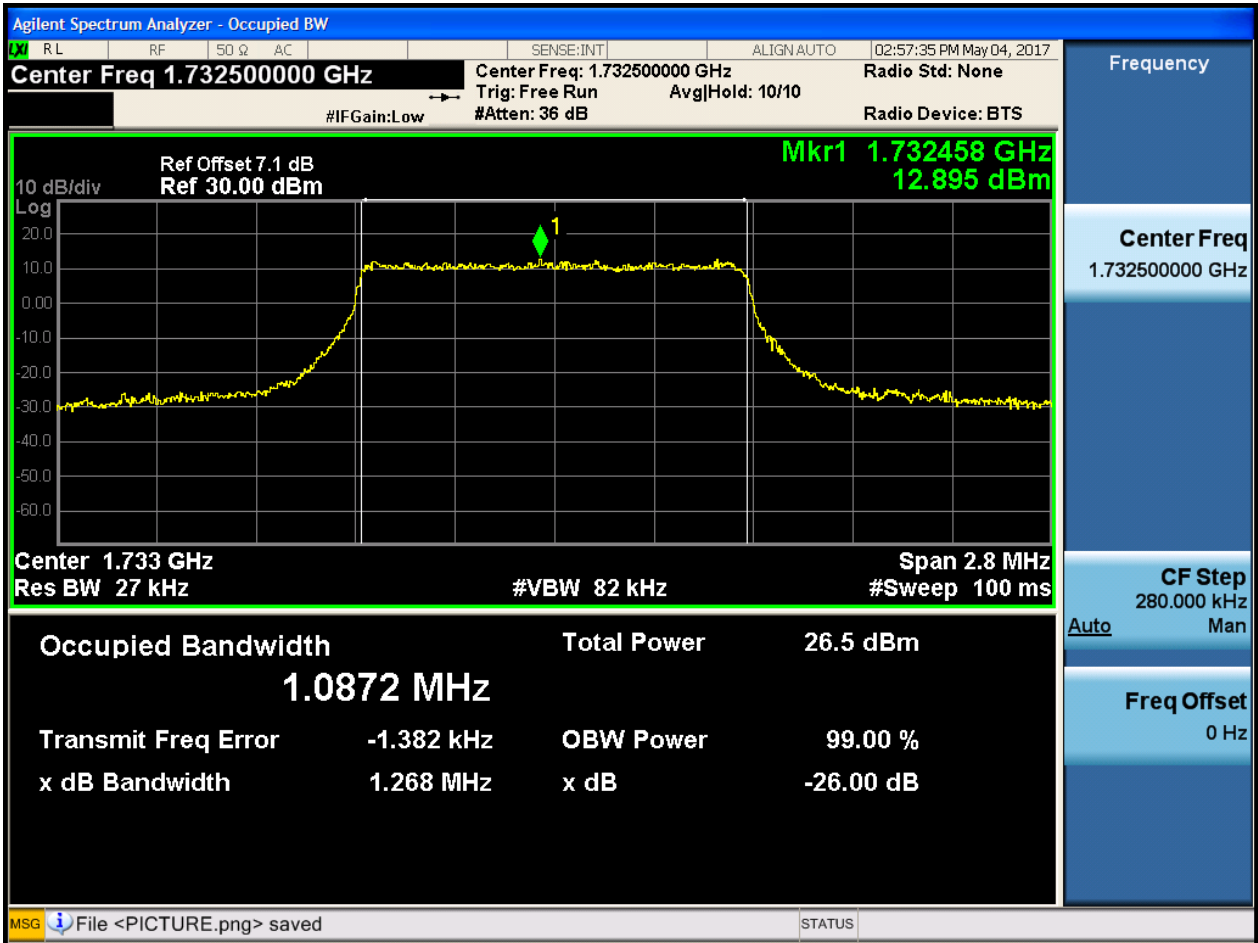 Agilent Spectrum Analyzer - Occupied BW
LXI RL RF 50 Ω AC SENSE:INT ALIGN AUTO 02:57:35 PM May 04, 2017
Center Freq 1.732500000 GHz
Center Freq: 1.732500000 GHz Radio Std: None
Trig: Free Run Avg|Hold: 10/10
#IFGain:Low #Atten: 36 dB Radio Device: BTS
Mkr1 1.732458 GHz
12.895 dBm
Ref Offset 7.1 dB
10 dB/div Ref 30.00 dBm
Log
1
20.0
10.0
0.00
-10.0
-20.0
-30.0
-40.0
-50.0
-60.0
Center 1.733 GHz Span 2.8 MHz
Res BW 27 kHz #VBW 82 kHz #Sweep 100 ms
Occupied Bandwidth Total Power 26.5 dBm
1.0872 MHz
Transmit Freq Error -1.382 kHz OBW Power 99.00 %
x dB Bandwidth 1.268 MHz x dB -26.00 dB
Frequency
Center Freq
1.732500000 GHz
CF Step
280.000 kHz
Auto Man
Freq Offset
0 Hz
MSG File <PICTURE.png> saved STATUS